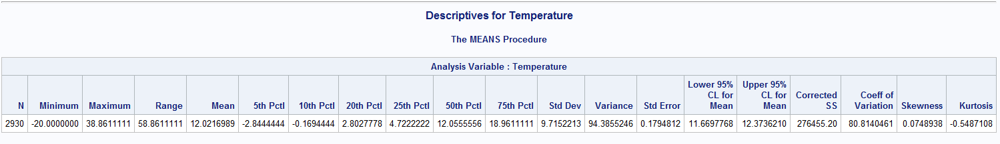 Descriptives for Temperature
The MEANS Procedure
Analysis Variable : Temperature
N Minimum Maximum Range Mean 5th Pctl 10th Pctl 20th Pctl 25th Pctl 50th Pctl 75th Pctl Std Dev Variance Std Error Lower 95% CL for Mean Upper 95% CL for Mean Corrected SS Coeff of Variation Skewness Kurtosis
2930 -20.0000000 38.8611111 58.8611111 12.0216989 -2.8444444 -0.1694444 2.8027778 4.7222222 12.0555556 18.9611111 9.7152213 94.3855246 0.1794812 11.6697768 12.3736210 276455.20 80.8140461 0.0748938 -0.5487108